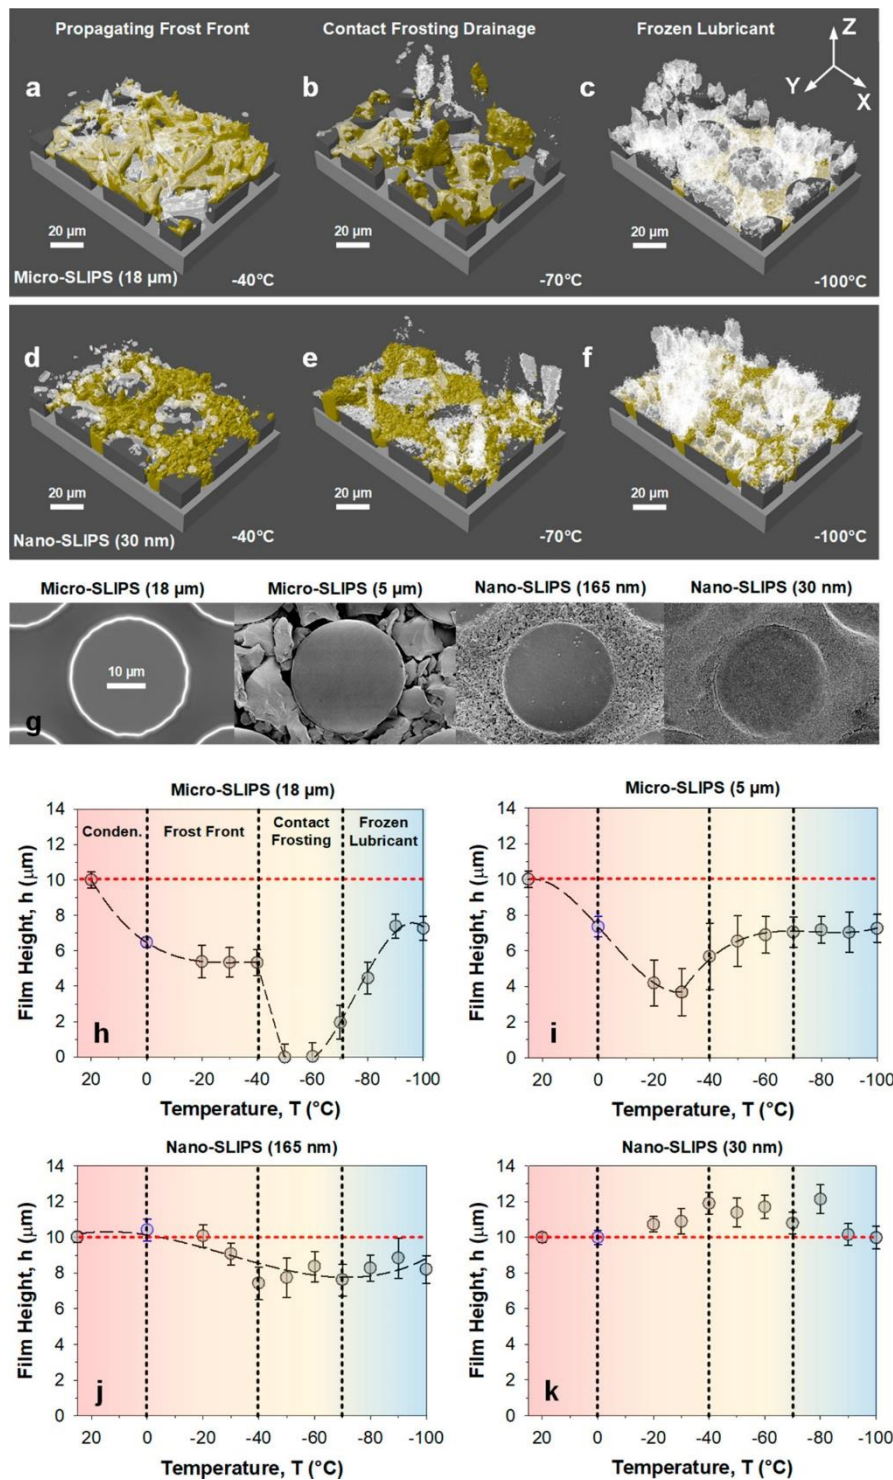 Propagating Frost Front Contact Frosting Drainage Frozen Lubricant
Z
Y X
a b c
20 µm 20 µm 20 µm
Micro-SLIPS (18 µm) -40°C -70°C -100°C
d e f
20 µm 20 µm 20 µm
Nano-SLIPS (30 nm) -40°C -70°C -100°C
Micro-SLIPS (18 µm) Micro-SLIPS (5 µm) Nano-SLIPS (165 nm) Nano-SLIPS (30 nm)
10 µm
g
Micro-SLIPS (18 µm)
Conden. Frost Front Contact Frosting Frozen Lubricant
14
12
10
8
6
4
2
0
Film Height, h (µm)
h
20 0 -20 -40 -60 -80 -100
Temperature, T (°C)
Micro-SLIPS (5 µm)
14
12
10
8
6
4
2
0
Film Height, h (µm)
i
20 0 -20 -40 -60 -80 -100
Temperature, T (°C)
Nano-SLIPS (165 nm)
14
12
10
8
6
4
2
0
Film Height, h (µm)
j
20 0 -20 -40 -60 -80 -100
Temperature, T (°C)
Nano-SLIPS (30 nm)
14
12
10
8
6
4
2
0
Film Height, h (µm)
k
20 0 -20 -40 -60 -80 -100
Temperature, T (°C)